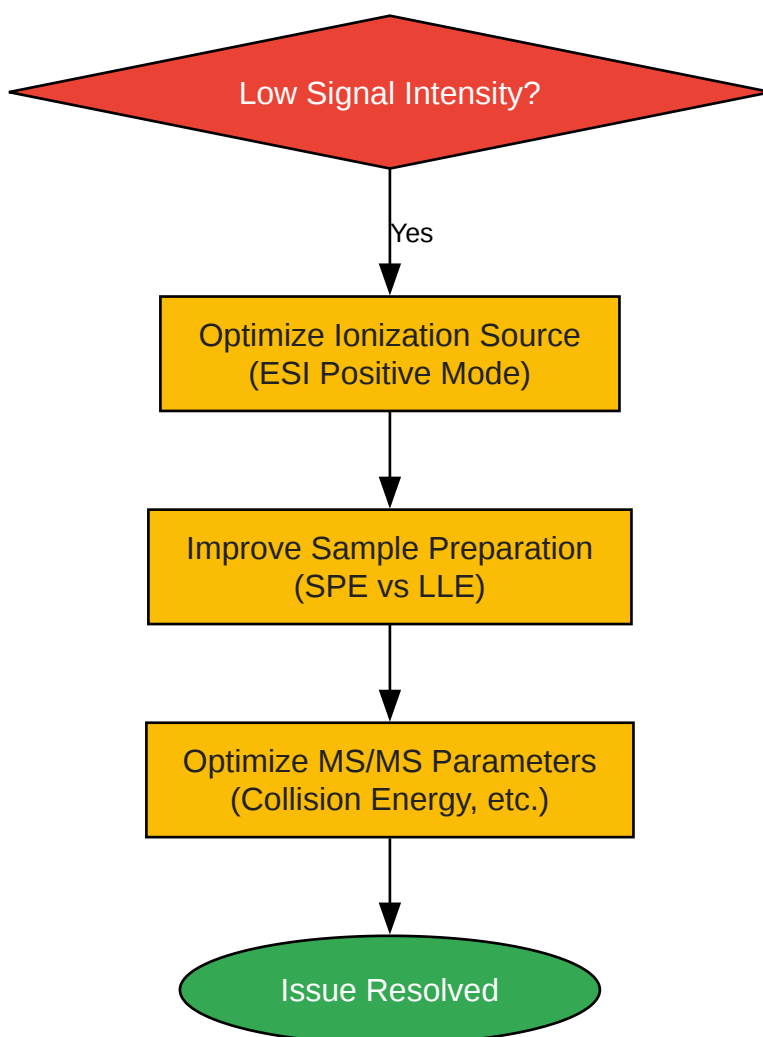 Low Signal Intensity?
Yes
Optimize Ionization Source
(ESI Positive Mode)
Improve Sample Preparation
(SPE vs LLE)
Optimize MS/MS Parameters
(Collision Energy, etc.)
Issue Resolved